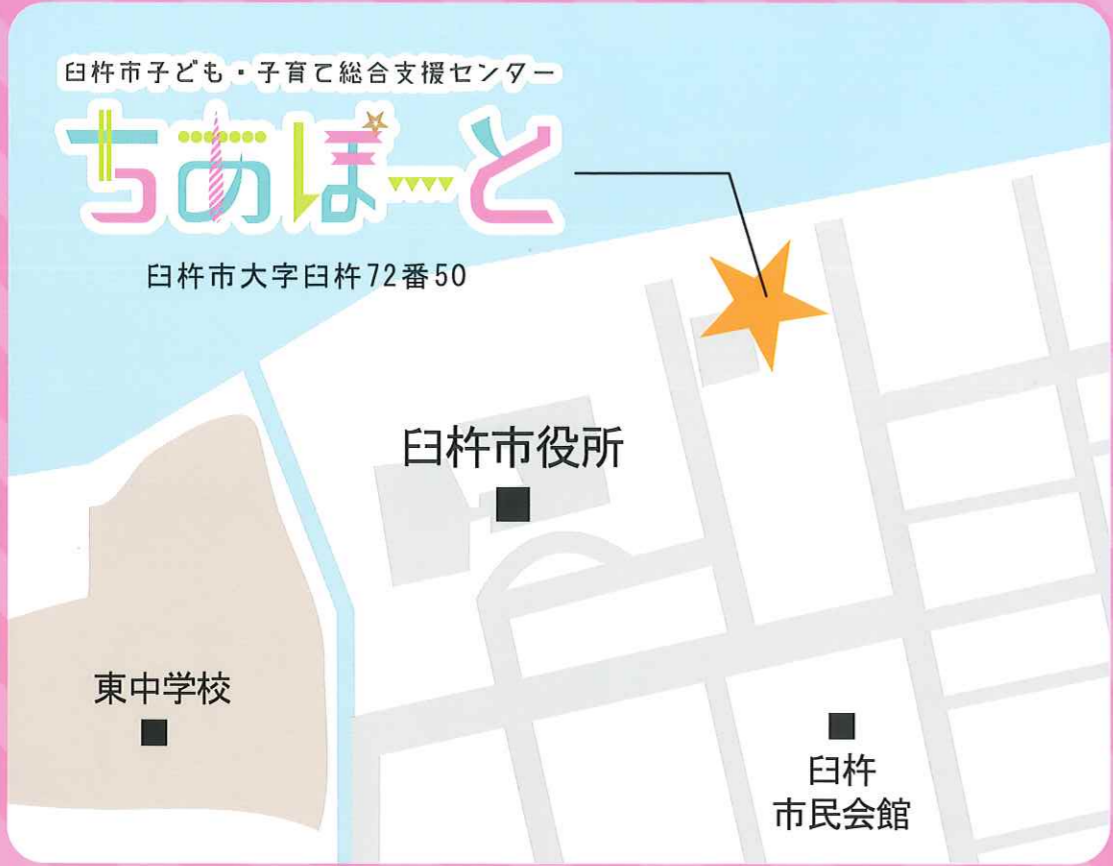 臼杵市子ども・子育て総合支援センター
ちあぽーと
臼杵市大字臼杵72番50
臼杵市役所
東中学校
臼杵
市民会館